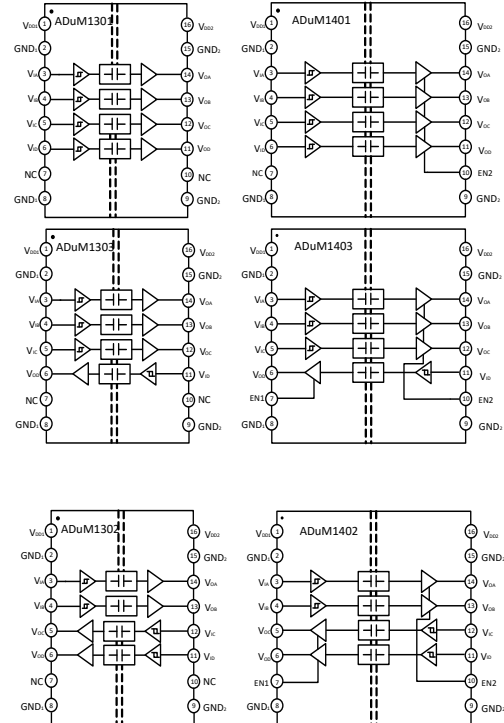 ADuM1301
VDD1 1 16 VDD2
GND1 2 15 GND2
VIA 3 14 VOA
VIB 4 13 VOB
VIC 5 12 VOC
VID 6 11 VOD
NC 7 10 NC
GND1 8 9 GND2
ADuM1401
VDD1 1 16 VDD2
GND1 2 15 GND2
VIA 3 14 VOA
VIB 4 13 VOB
VIC 5 12 VOC
VID 6 11 VOD
NC 7 10 EN2
GND1 8 9 GND2
ADuM1303
VDD1 1 16 VDD2
GND1 2 15 GND2
VIA 3 14 VOA
VIB 4 13 VOB
VIC 5 12 VOC
VOD 6 11 VID
NC 7 10 NC
GND1 8 9 GND2
ADuM1403
VDD1 1 16 VDD2
GND1 2 15 GND2
VIA 3 14 VOA
VIB 4 13 VOB
VIC 5 12 VOC
VOD 6 11 VID
EN1 7 10 EN2
GND1 8 9 GND2
ADuM1302
VDD1 1 16 VDD2
GND1 2 15 GND2
VIA 3 14 VOA
VIB 4 13 VOB
VOC 5 12 VIC
VOD 6 11 VID
NC 7 10 NC
GND1 8 9 GND2
ADuM1402
VDD1 1 16 VDD2
GND1 2 15 GND2
VIA 3 14 VOA
VIB 4 13 VOB
VOC 5 12 VIC
VOD 6 11 VID
EN1 7 10 EN2
GND1 8 9 GND2